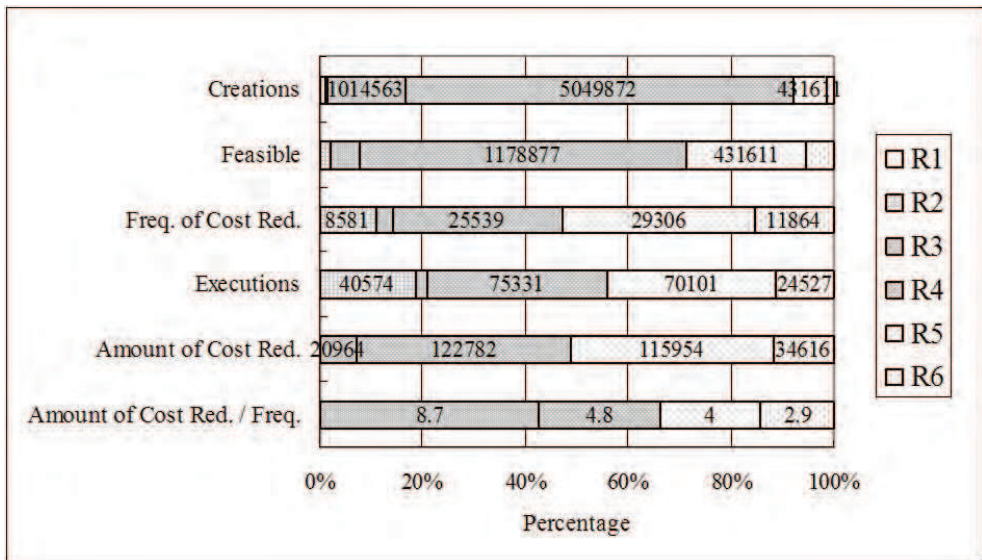 Creations 1014563 5049872 431611
Feasible 1178877 431611
Freq. of Cost Red. 8581 25539 29306 11864
Executions 40574 75331 70101 24527
Amount of Cost Red. 20964 122782 115954 34616
Amount of Cost Red. / Freq. 8.7 4.8 4 2.9
0% 20% 40% 60% 80% 100%
Percentage
R1
R2
R3
R4
R5
R6